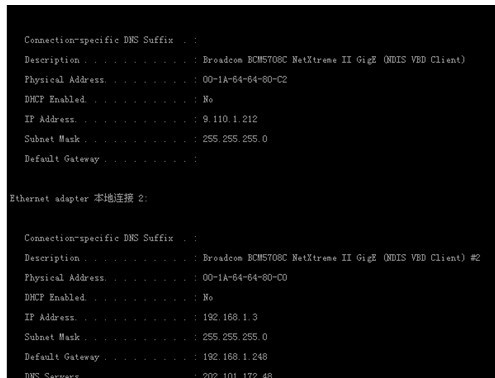 Connection-specific DNS Suffix  . :
Description . . . . . . . . . . . : Broadcom BCM5708C NetXtreme II GigE (NDIS VBD Client)
Physical Address. . . . . . . . . : 00-1A-64-64-80-C2
DHCP Enabled. . . . . . . . . . . : No
IP Address. . . . . . . . . . . . : 9.110.1.212
Subnet Mask . . . . . . . . . . . : 255.255.255.0
Default Gateway . . . . . . . . . :
Ethernet adapter 本地连接 2:
Connection-specific DNS Suffix  . :
Description . . . . . . . . . . . : Broadcom BCM5708C NetXtreme II GigE (NDIS VBD Client) #2
Physical Address. . . . . . . . . : 00-1A-64-64-80-C0
DHCP Enabled. . . . . . . . . . . : No
IP Address. . . . . . . . . . . . : 192.168.1.3
Subnet Mask . . . . . . . . . . . : 255.255.255.0
Default Gateway . . . . . . . . . : 192.168.1.248
DNS Servers . . . . . . . . . . . : 202.101.172.48